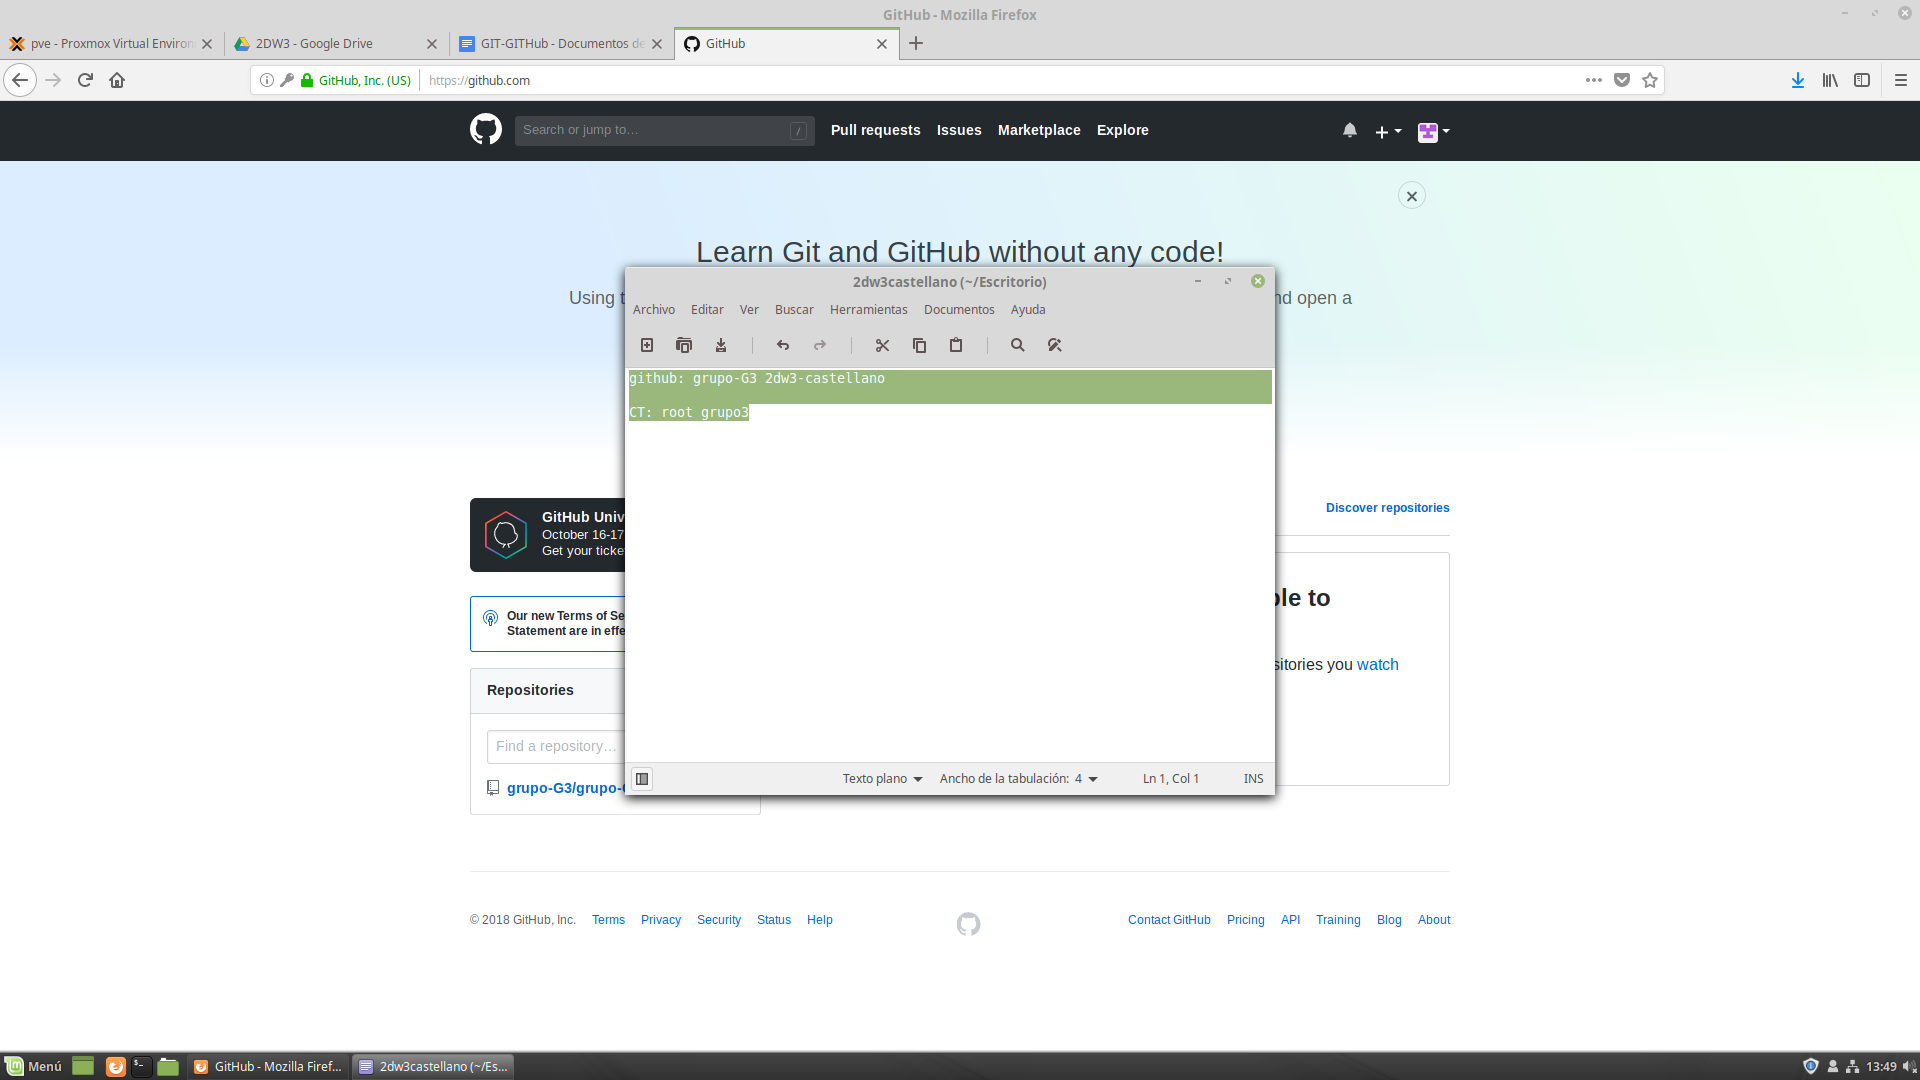 GitHub - Mozilla Firefox
pve - Proxmox Virtual Environ
2DW3 - Google Drive
GIT-GITHub - Documentos de
GitHub
GitHub, Inc. (US)
https://github.com
Search or jump to…
/
Pull requests
Issues
Marketplace
Explore
Learn Git and GitHub without any code!
Using t
nd open a
2dw3castellano (~/Escritorio)
Archivo
Editar
Ver
Buscar
Herramientas
Documentos
Ayuda
github: grupo-G3 2dw3-castellano
CT: root grupo3
GitHub Univ
October 16-17
Get your ticke
Discover repositories
ble to
Our new Terms of Se
Statement are in effe
sitories you watch
Repositories
Find a repository…
grupo-G3/grupo-
Texto plano
Ancho de la tabulación: 4
Ln 1, Col 1
INS
© 2018 GitHub, Inc.
Terms
Privacy
Security
Status
Help
Contact GitHub
Pricing
API
Training
Blog
About
Menú
GitHub - Mozilla Firef...
2dw3castellano (~/Es...
13:49